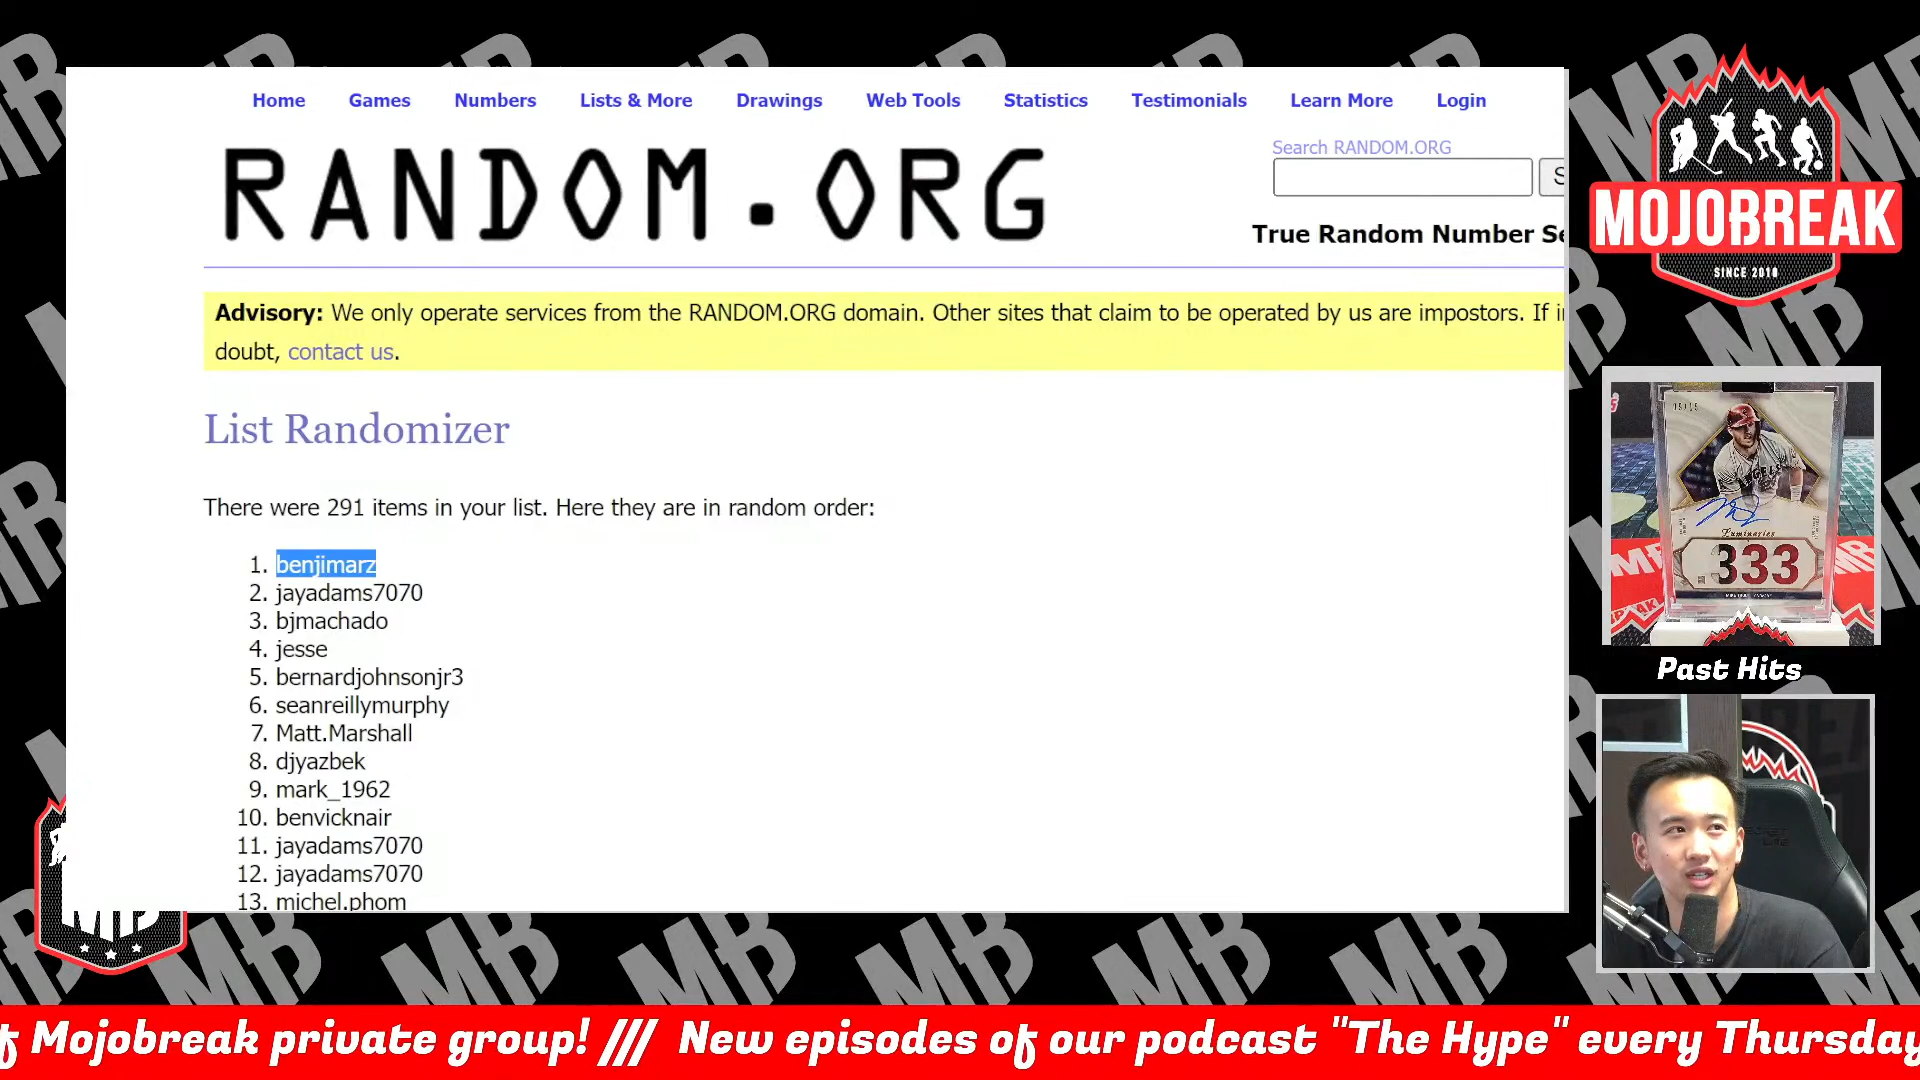 Home Games Numbers Lists & More Drawings Web Tools Statistics Testimonials Learn More Login
RANDOM.ORG
Search RANDOM.ORG
True Random Number Se
Advisory: We only operate services from the RANDOM.ORG domain. Other sites that claim to be operated by us are impostors. If in
doubt, contact us.
List Randomizer
There were 291 items in your list. Here they are in random order:
1. benjimarz
2. jayadams7070
3. bjmachado
4. jesse
5. bernardjohnsonjr3
6. seanreillymurphy
7. Matt.Marshall
8. djyazbek
9. mark_1962
10. benvicknair
11. jayadams7070
12. jayadams7070
13. michel.phom
MOJOBREAK
SINCE 2010
ANGELS
Luminaries
333
Past Hits
MB
f Mojobreak private group! /// New episodes of our podcast "The Hype" every Thursday